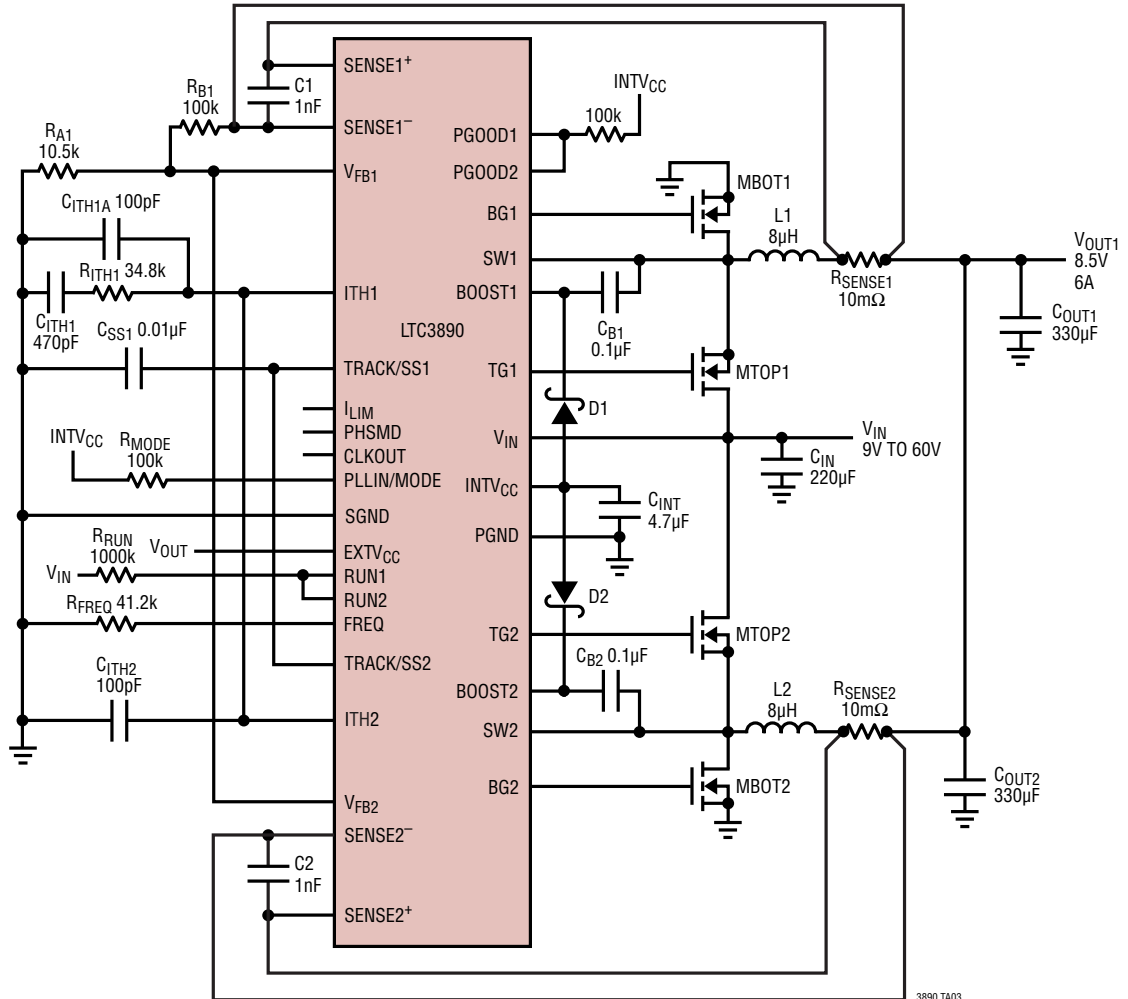 SENSE1+
C1
1nF
RB1
100k
SENSE1–
RA1
10.5k
VFB1
CITH1A 100pF
RITH1 34.8k
ITH1
CITH1
470pF
CSS1 0.01µF
LTC3890
TRACK/SS1
ILIM
PHSMD
CLKOUT
INTVCC
RMODE
100k
PLLIN/MODE
SGND
VOUT
EXTVCC
RRUN
1000k
VIN
RUN1
RUN2
RFREQ 41.2k
FREQ
TRACK/SS2
CITH2
100pF
ITH2
VFB2
SENSE2–
C2
1nF
SENSE2+
INTVCC
100k
PGOOD1
PGOOD2
MBOT1
BG1
L1
8µH
SW1
RSENSE1
10mΩ
VOUT1
8.5V
6A
COUT1
330µF
BOOST1
CB1
0.1µF
TG1
MTOP1
D1
VIN
VIN
9V TO 60V
CIN
220µF
INTVCC
CINT
4.7µF
PGND
D2
TG2
MTOP2
CB2 0.1µF
BOOST2
L2
8µH
RSENSE2
10mΩ
SW2
BG2
MBOT2
COUT2
330µF
3890 TA03